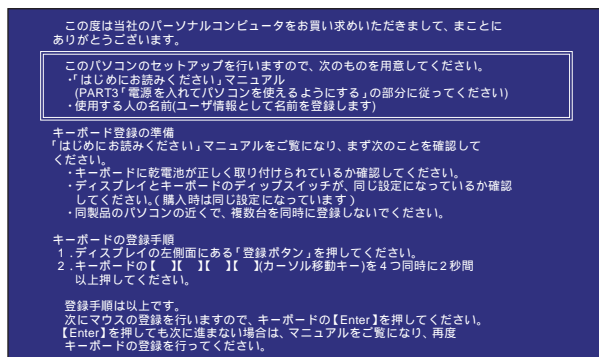 この度は当社のパーソナルコンピュータをお買い求めいただきまして、まことに
ありがとうございます。
このパソコンのセットアップを行いますので、次のものを用意してください。
・「はじめにお読みください」マニュアル
(PART3「電源を入れてパソコンを使えるようにする」の部分に従ってください)
・使用する人の名前(ユーザ情報として名前を登録します)
キーボード登録の準備
「はじめにお読みください」マニュアルをご覧になり、まず次のことを確認して
ください。
・キーボードに乾電池が正しく取り付けられているか確認してください。
・ディスプレイとキーボードのディップスイッチが、同じ設定になっているか確認
してください。(購入時は同じ設定になっています)
・同製品のパソコンの近くで、複数台を同時に登録しないでください。
キーボードの登録手順
1.ディスプレイの左側面にある「登録ボタン」を押してください。
2.キーボードの【 】【 】【 】【 】(カーソル移動キー)を4つ同時に2秒間
以上押してください。
登録手順は以上です。
次にマウスの登録を行いますので、キーボードの【Enter】を押してください。
【Enter】を押しても次に進まない場合は、マニュアルをご覧になり、再度
キーボードの登録を行ってください。